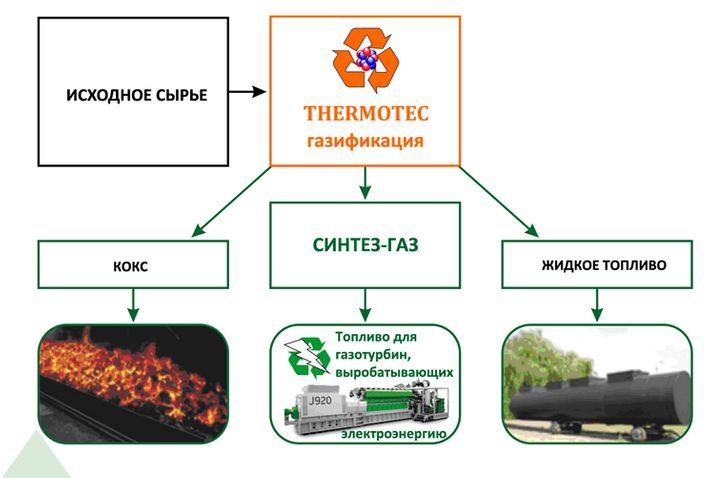 ИСХОДНОЕ СЫРЬЕ
THERMOTEC
газификация
КОКС
СИНТЕЗ-ГАЗ
ЖИДКОЕ ТОПЛИВО
Топливо для
газотурбин,
вырабатывающих
J920
электроэнергию